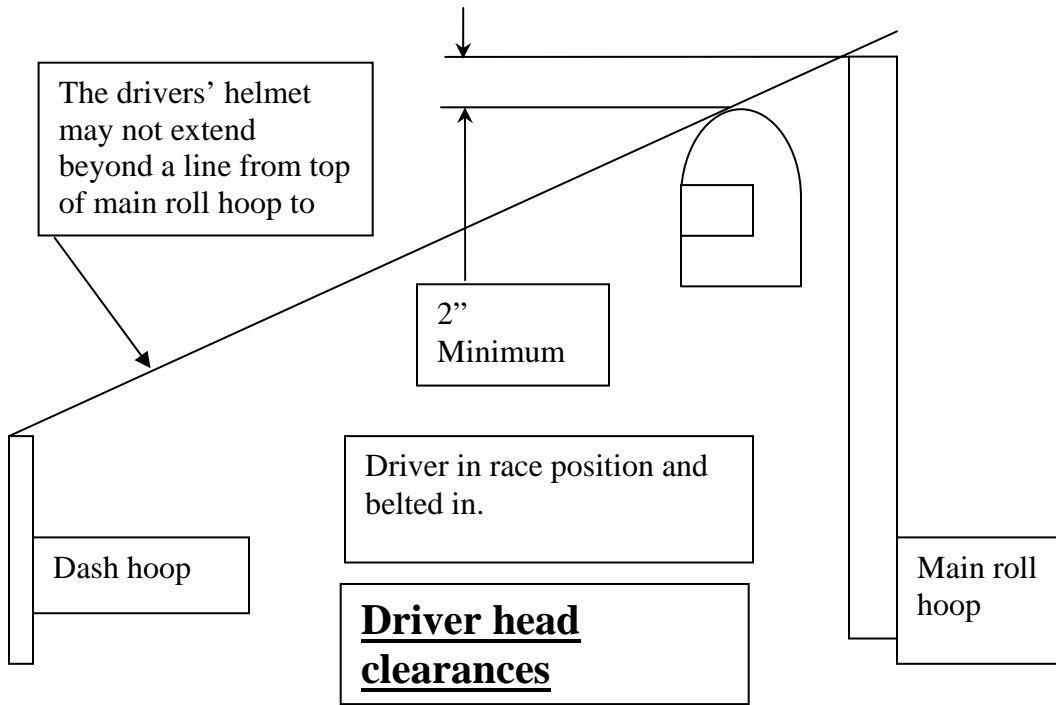 The drivers’ helmet
may not extend
beyond a line from top
of main roll hoop to
2”
Minimum
Driver in race position and
belted in.
Dash hoop
Main roll
hoop
Driver head
clearances